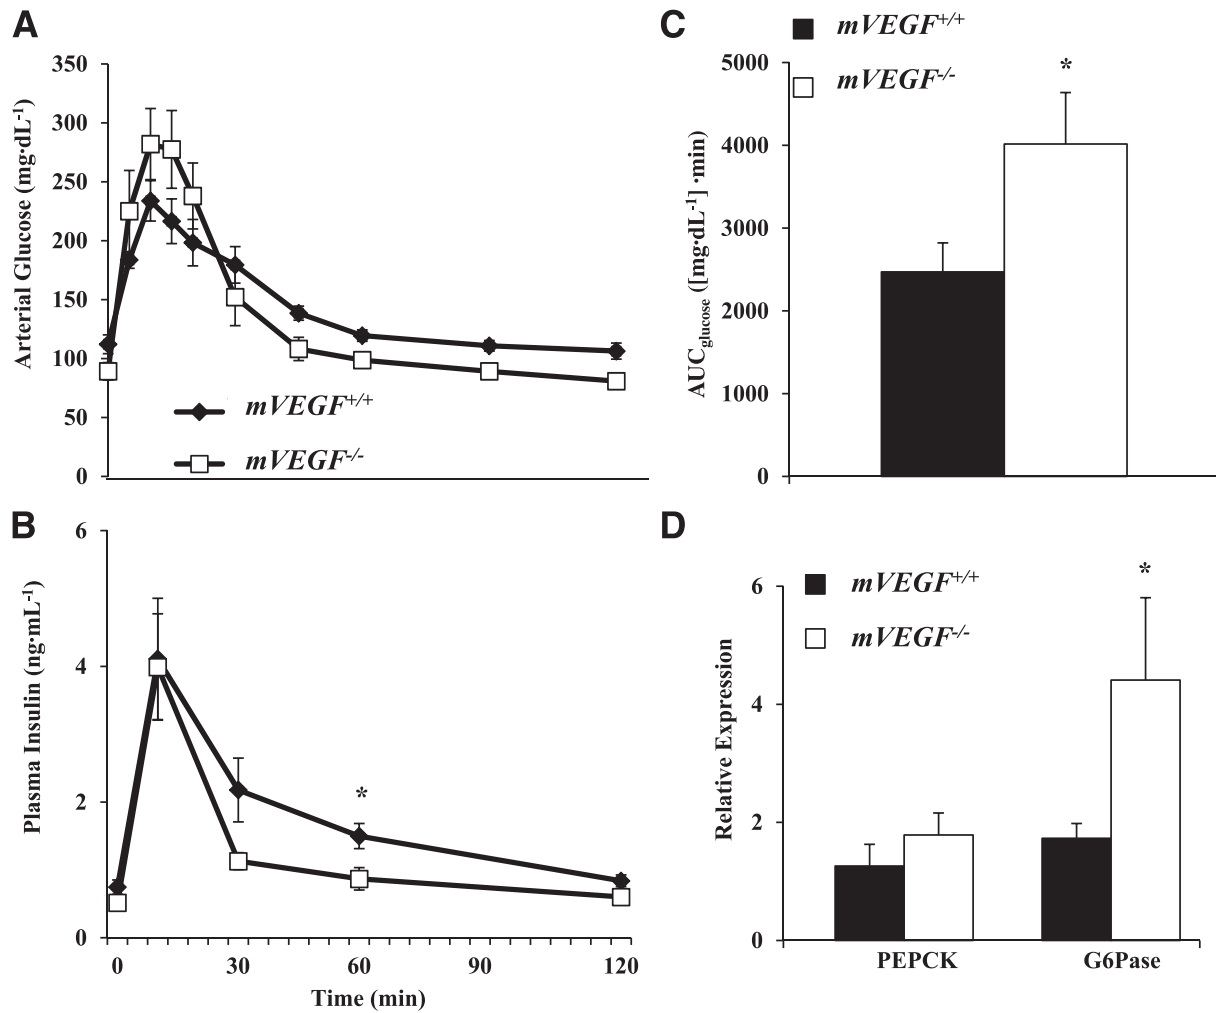 A
350
300
250
200
150
100
50
0
Arterial Glucose (mg·dL-1)
mVEGF+/+
mVEGF-/-
B
6
4
2
0
Plasma Insulin (ng·mL-1)
*
0 30 60 90 120
Time (min)
C
mVEGF+/+
mVEGF-/-
5000
4000
3000
2000
1000
0
AUCglucose ([mg·dL-1] ·min)
*
D
mVEGF+/+
mVEGF-/-
6
4
2
0
Relative Expression
*
PEPCK G6Pase